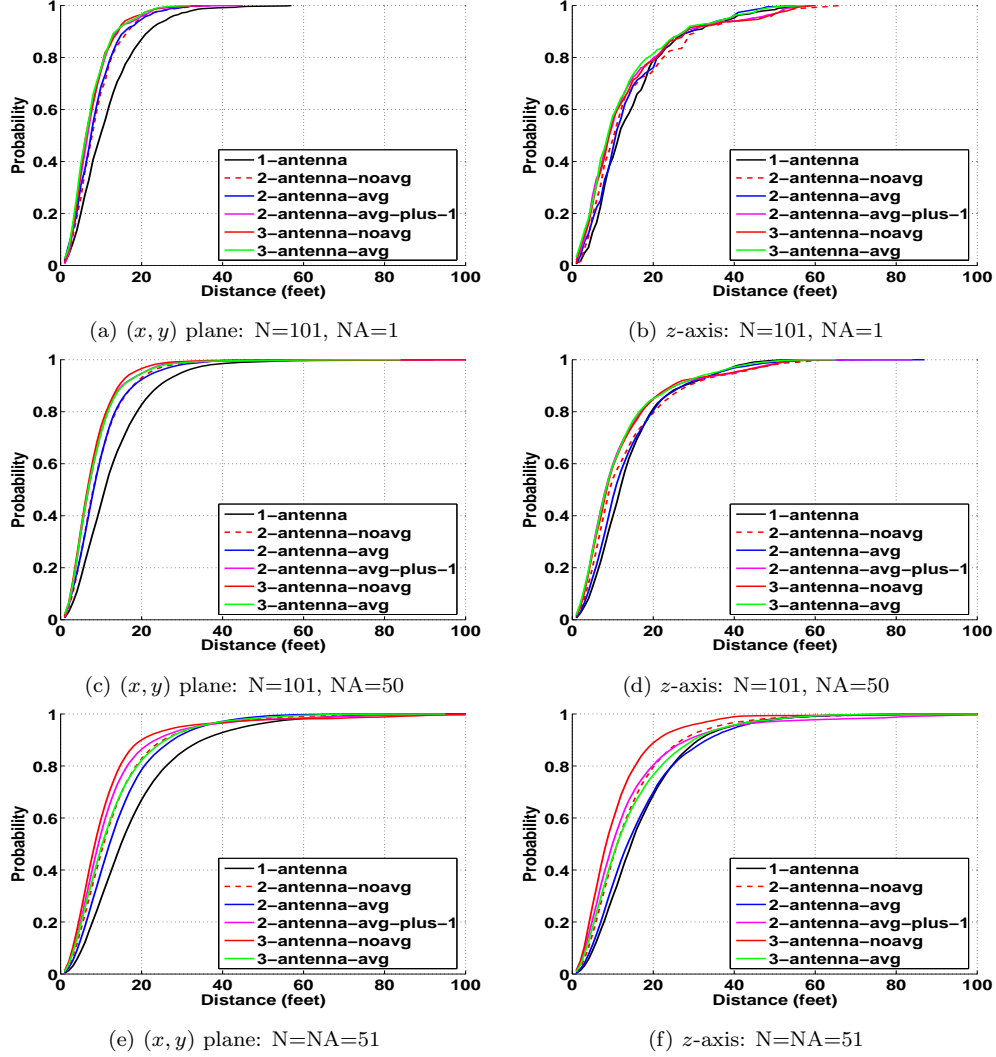 1
0.8
0.6
0.4
0.2
0
0 20 40 60 80 100
Probability
Distance (feet)
1−antenna
2−antenna−noavg
2−antenna−avg
2−antenna−avg−plus−1
3−antenna−noavg
3−antenna−avg
(a) (x, y) plane: N=101, NA=1
1
0.8
0.6
0.4
0.2
0
0 20 40 60 80 100
Probability
Distance (feet)
1−antenna
2−antenna−noavg
2−antenna−avg
2−antenna−avg−plus−1
3−antenna−noavg
3−antenna−avg
(b) z-axis: N=101, NA=1
1
0.8
0.6
0.4
0.2
0
0 20 40 60 80 100
Probability
Distance (feet)
1−antenna
2−antenna−noavg
2−antenna−avg
2−antenna−avg−plus−1
3−antenna−noavg
3−antenna−avg
(c) (x, y) plane: N=101, NA=50
1
0.8
0.6
0.4
0.2
0
0 20 40 60 80 100
Probability
Distance (feet)
1−antenna
2−antenna−noavg
2−antenna−avg
2−antenna−avg−plus−1
3−antenna−noavg
3−antenna−avg
(d) z-axis: N=101, NA=50
1
0.8
0.6
0.4
0.2
0
0 20 40 60 80 100
Probability
Distance (feet)
1−antenna
2−antenna−noavg
2−antenna−avg
2−antenna−avg−plus−1
3−antenna−noavg
3−antenna−avg
(e) (x, y) plane: N=NA=51
1
0.8
0.6
0.4
0.2
0
0 20 40 60 80 100
Probability
Distance (feet)
1−antenna
2−antenna−noavg
2−antenna−avg
2−antenna−avg−plus−1
3−antenna−noavg
3−antenna−avg
(f) z-axis: N=NA=51